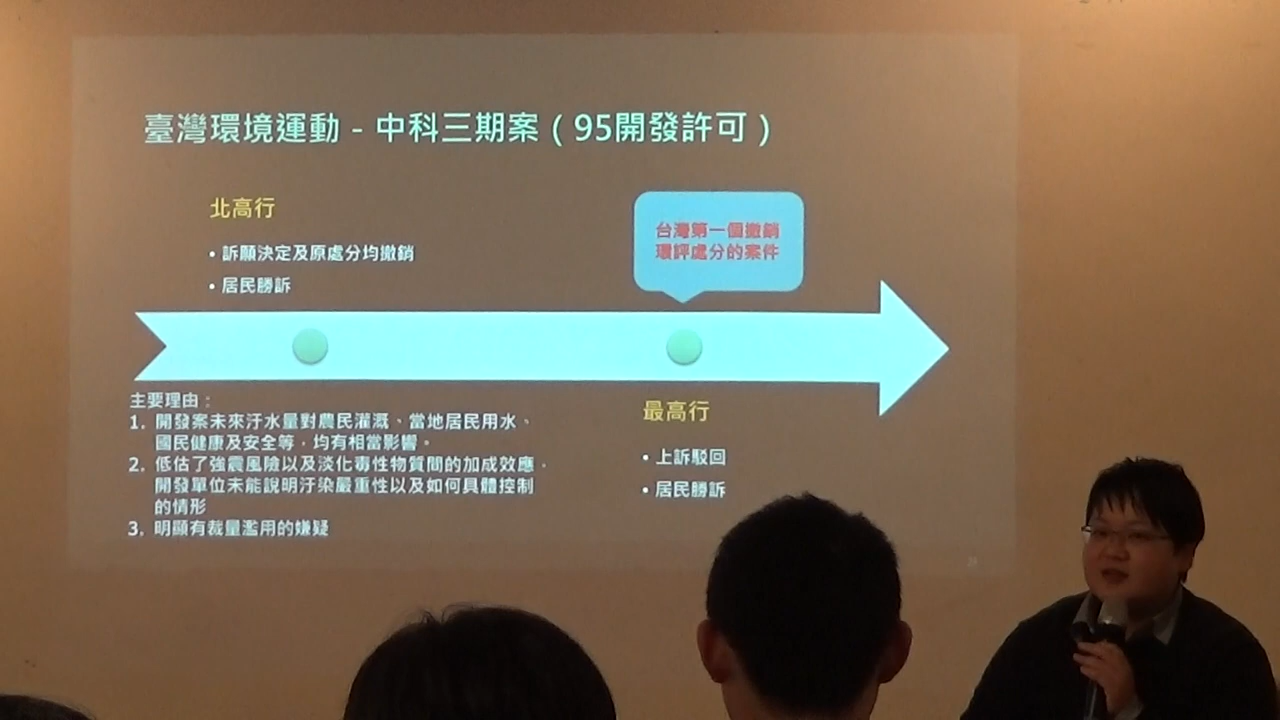 臺灣環境運動 - 中科三期案（95開發許可）
北高行
• 訴願決定及原處分均撤銷
• 居民勝訴
台灣第一個撤銷
環評處分的案件
主要理由：
1. 開發案未來汙水量對農民灌溉、當地居民用水、
國民健康及安全等，均有相當影響。
2. 低估了強震風險以及淡化毒性物質間的加成效應，
開發單位未能說明汙染嚴重性以及如何具體控制
的情形
3. 明顯有裁量濫用的嫌疑
最高行
• 上訴駁回
• 居民勝訴